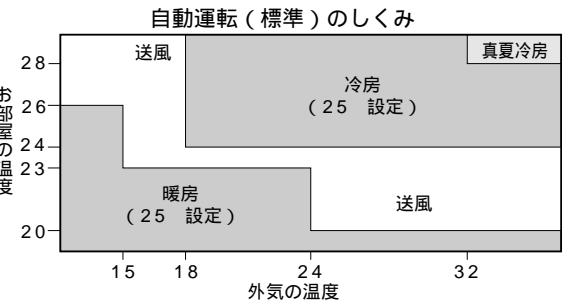 自動運転(標準)のしくみ
送風
真夏冷房
冷房
(25 設定)
28
26
24
23
20
お部屋の温度
暖房
(25 設定)
送風
15 18 24 32
外気の温度